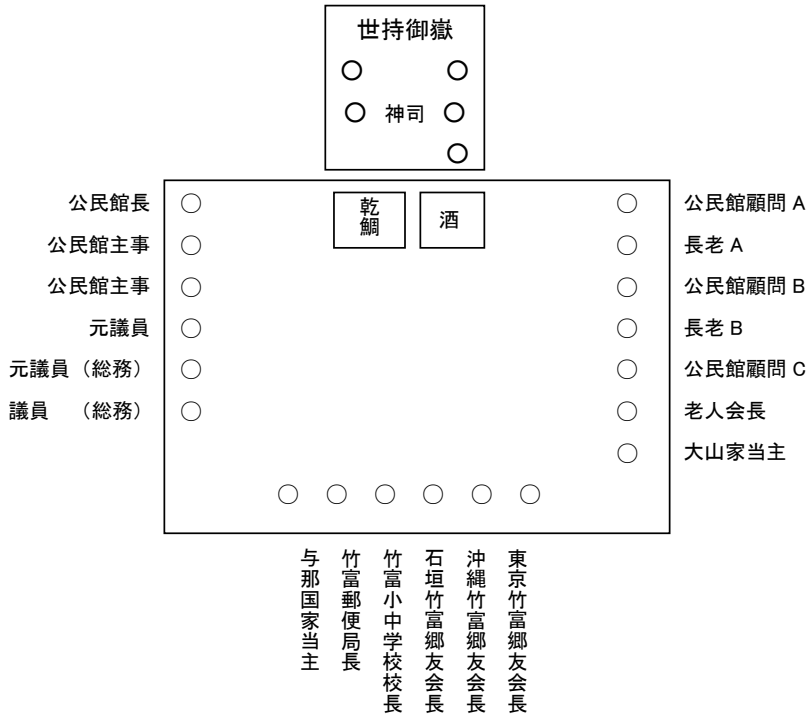 世持御嶽
神司
乾鯛
酒
公民館長
公民館主事
公民館主事
元議員
元議員（総務）
議員　（総務）
公民館顧問 A
長老 A
公民館顧問 B
長老 B
公民館顧問 C
老人会長
大山家当主
与那国家当主
竹富郵便局長
竹富小中学校校長
石垣竹富郷友会長
沖縄竹富郷友会長
東京竹富郷友会長